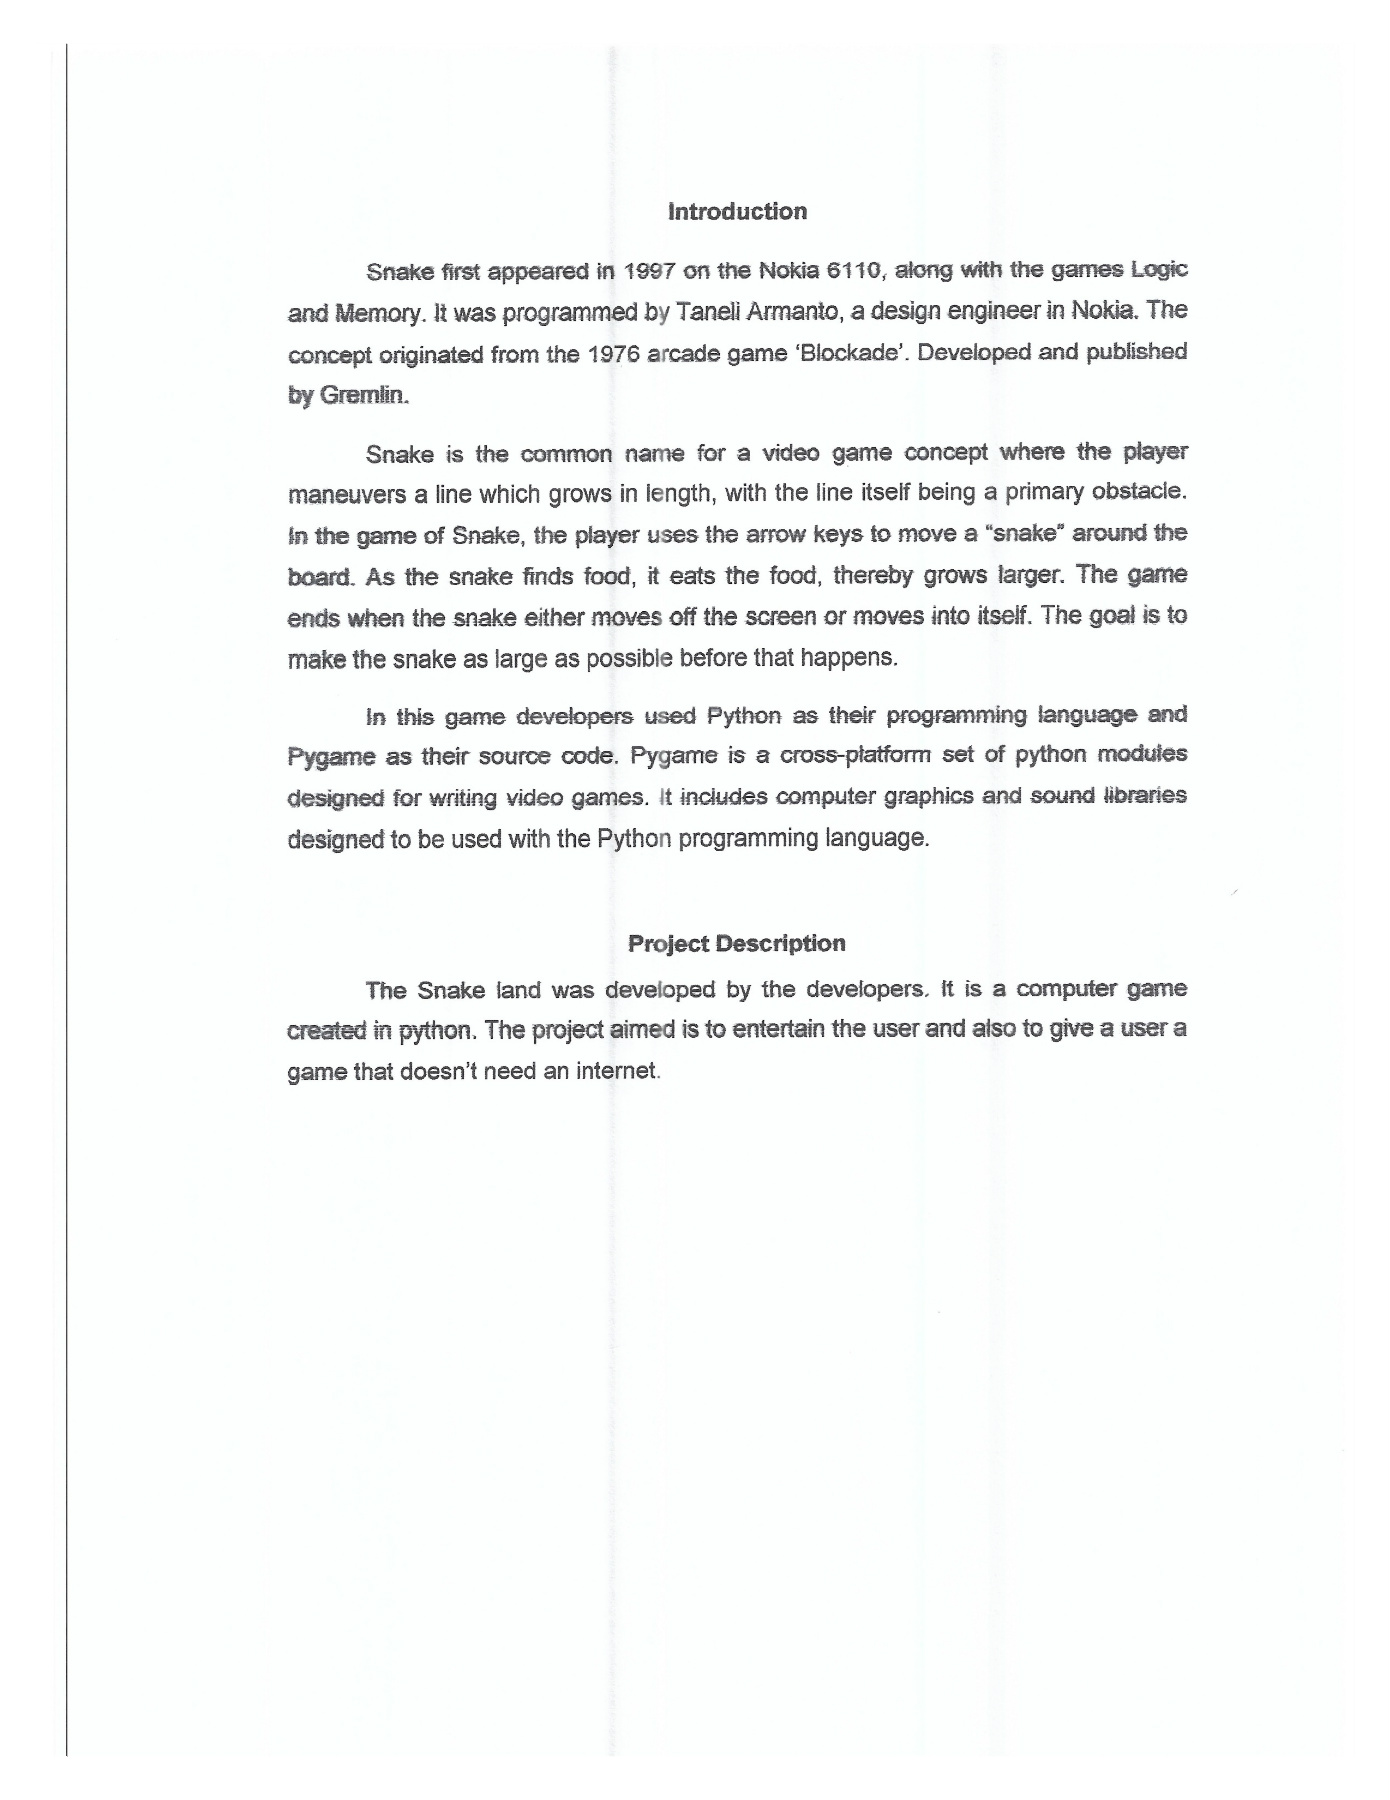 Introduction
Snake first appeared in 1997 on the Nokia 6110, along with the games Logic
and Memory. It was programmed by Taneli Armanto, a design engineer in Nokia. The
concept originated from the 1976 arcade game ‘Blockade’. Developed and published
by Gremlin.
Snake is the common name for a video game concept where the player
maneuvers a line which grows in length, with the line itself being a primary obstacle.
In the game of Snake, the player uses the arrow keys to move a “snake” around the
board. As the snake finds food, it eats the food, thereby grows larger. The game
ends when the snake either moves off the screen or moves into itself. The goal is to
make the snake as large as possible before that happens.
In this game developers used Python as their programming language and
Pygame as their source code. Pygame is a cross-platform set of python modules
designed for writing video games. It includes computer graphics and sound libraries
designed to be used with the Python programming language.
Project Description
The Snake land was developed by the developers. It is a computer game
created in python. The project aimed is to entertain the user and also to give a user a
game that doesn’t need an internet.